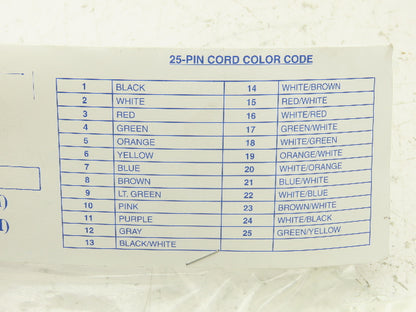 25-PIN CORD COLOR CODE
1 BLACK 14 WHITE/BROWN
2 WHITE 15 RED/WHITE
3 RED 16 WHITE/RED
4 GREEN 17 GREEN/WHITE
5 ORANGE 18 WHITE/GREEN
6 YELLOW 19 ORANGE/WHITE
7 BLUE 20 WHITE/ORANGE
8 BROWN 21 BLUE/WHITE
9 LT. GREEN 22 WHITE/BLUE
10 PINK 23 BROWN/WHITE
11 PURPLE 24 WHITE/BLACK
12 GRAY 25 GREEN/YELLOW
13 BLACK/WHITE